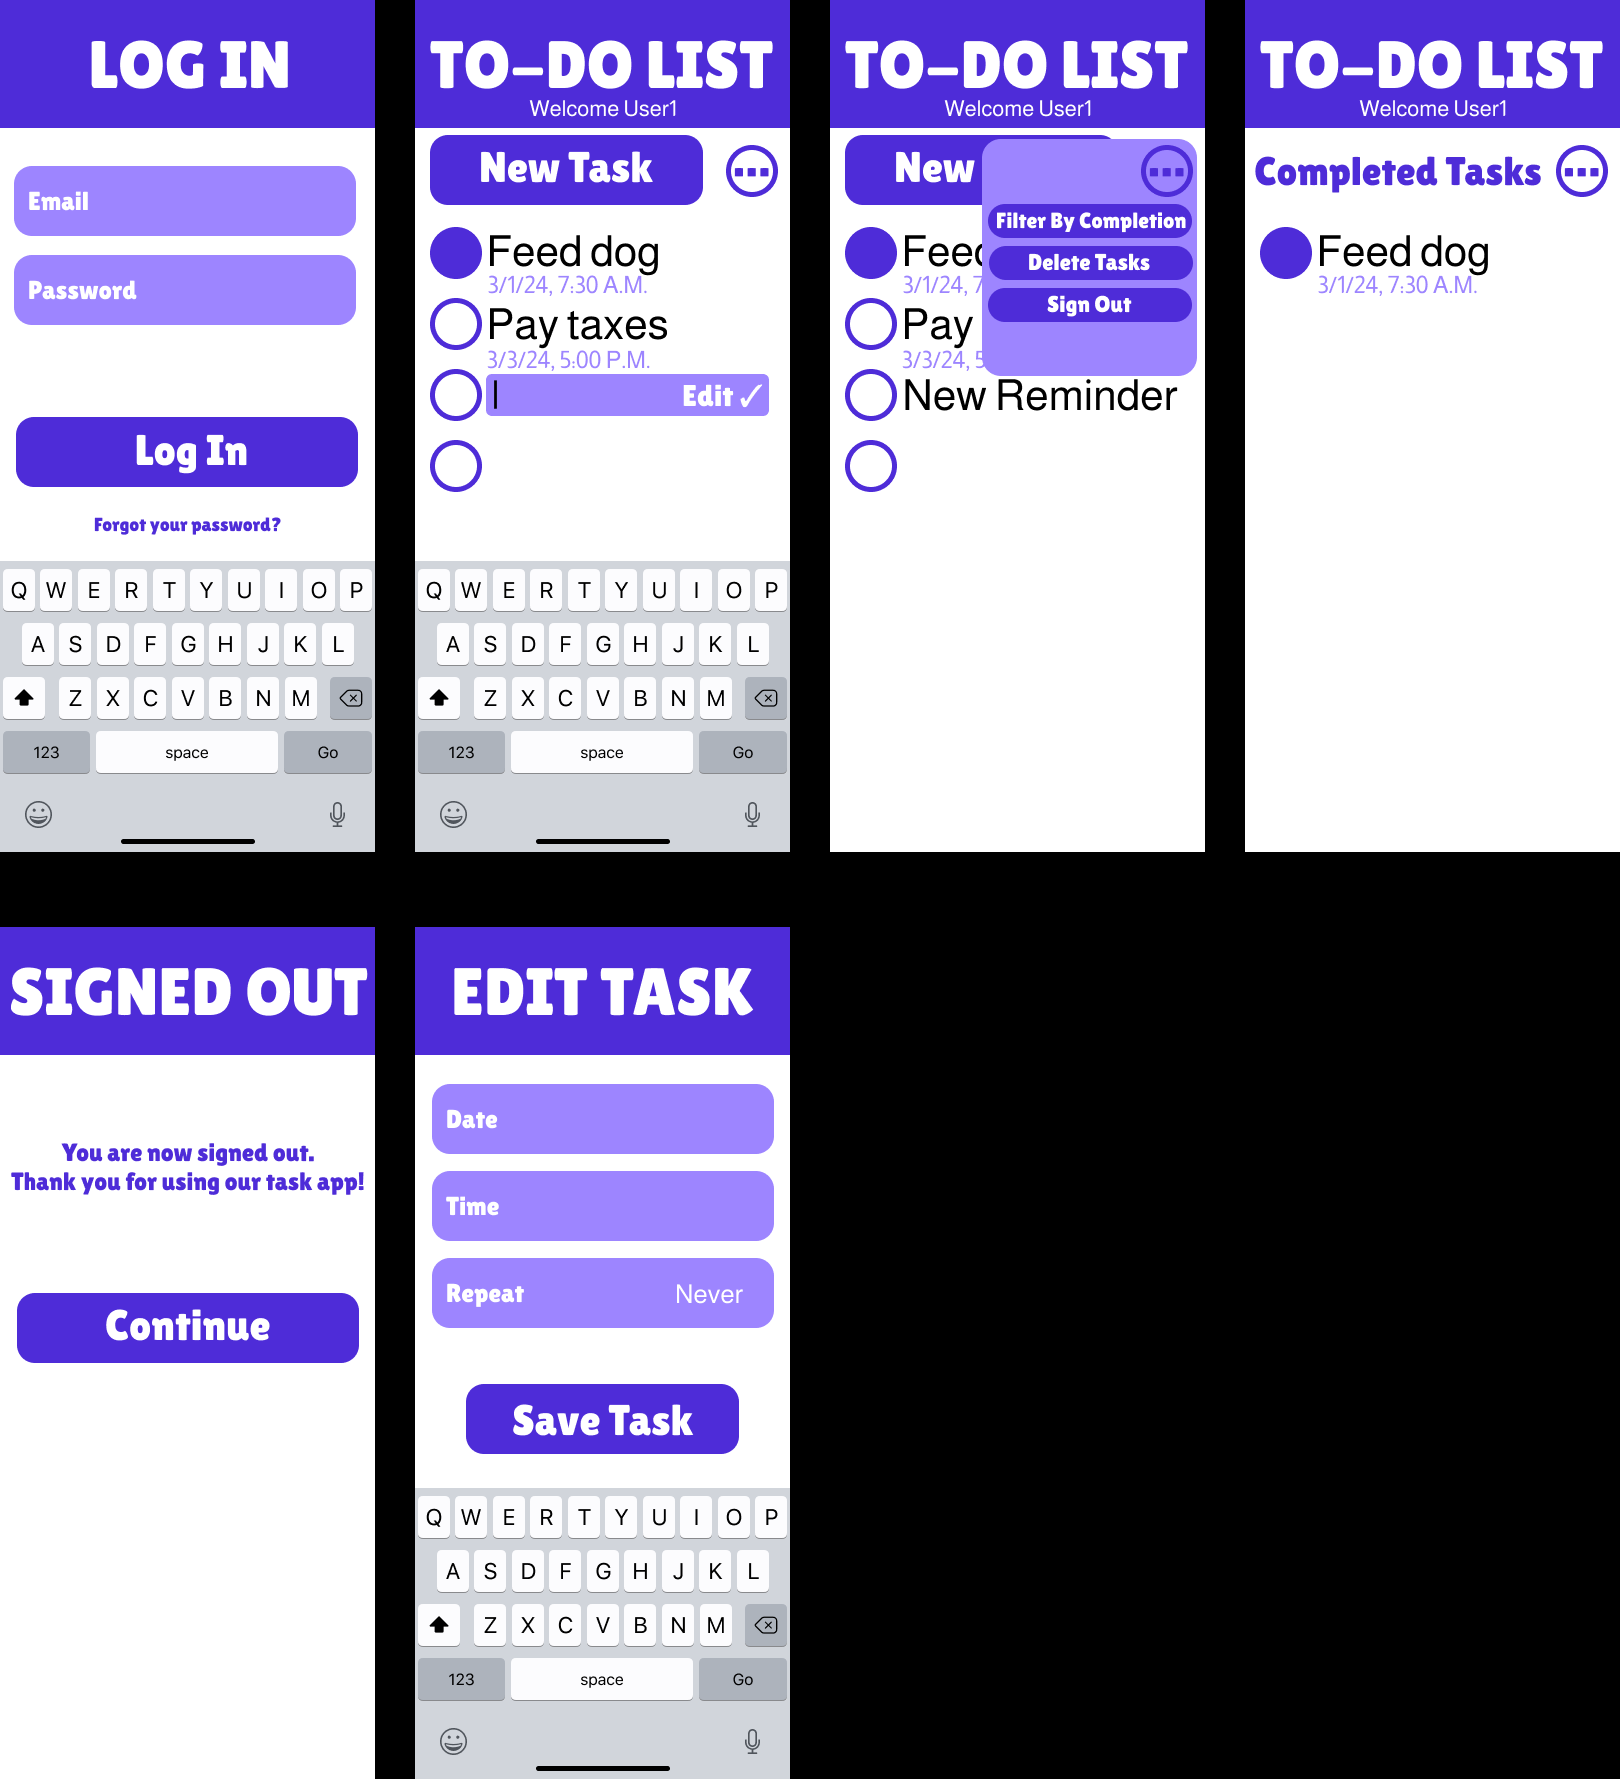 LOG IN
Email
Password
Log In
Forgot your password?
Q W E R T Y U I O P
A S D F G H J K L
Z X C V B N M
123 space Go
TO-DO LIST
Welcome User1
New Task
Feed dog
3/1/24, 7:30 A.M.
Pay taxes
3/3/24, 5:00 P.M.
Edit ✓
Q W E R T Y U I O P
A S D F G H J K L
Z X C V B N M
123 space Go
TO-DO LIST
Welcome User1
New
Filter By Completion
Delete Tasks
Sign Out
Feed
3/1/24, 7
Pay
3/3/24, 5
New Reminder
TO-DO LIST
Welcome User1
Completed Tasks
Feed dog
3/1/24, 7:30 A.M.
SIGNED OUT
You are now signed out.
Thank you for using our task app!
Continue
EDIT TASK
Date
Time
Repeat Never
Save Task
Q W E R T Y U I O P
A S D F G H J K L
Z X C V B N M
123 space Go